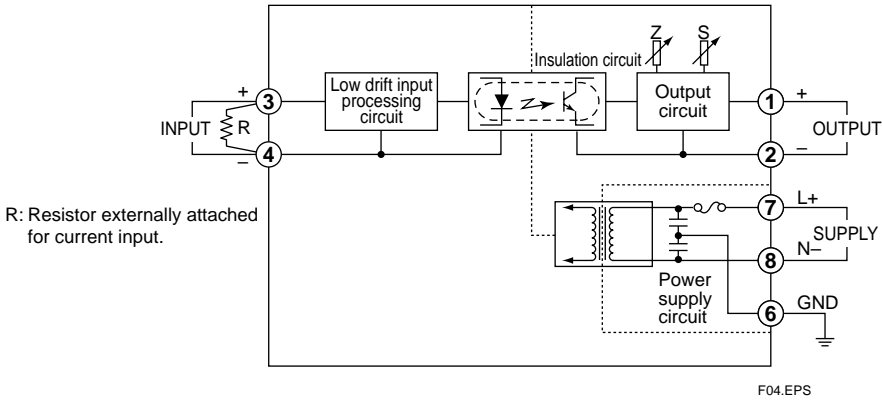 Z S
Insulation circuit
Low drift input
processing
circuit
Output
circuit
+ 3
INPUT R
– 4
1 +
OUTPUT
2 –
R: Resistor externally attached
for current input.
7 L+
SUPPLY
8 N–
Power
supply
circuit
6 GND
F04.EPS